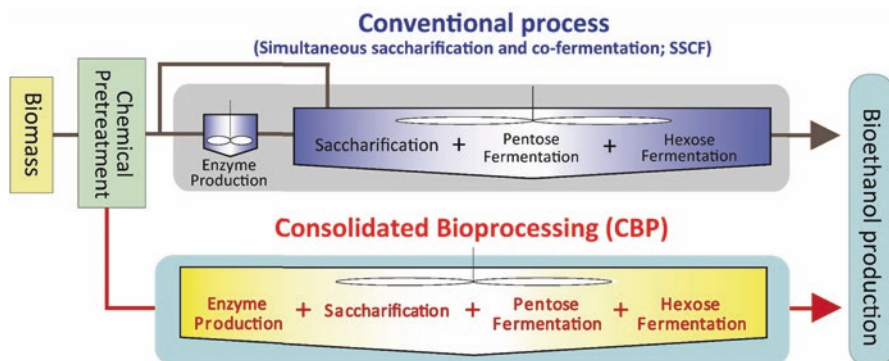 Conventional process
(Simultaneous saccharification and co-fermentation; SSCF)
Biomass
Chemical
Pretreatment
Enzyme
Production
Saccharification + Pentose
Fermentation + Hexose
Fermentation
Consolidated Bioprocessing (CBP)
Enzyme
Production + Saccharification + Pentose
Fermentation + Hexose
Fermentation
Bioethanol production